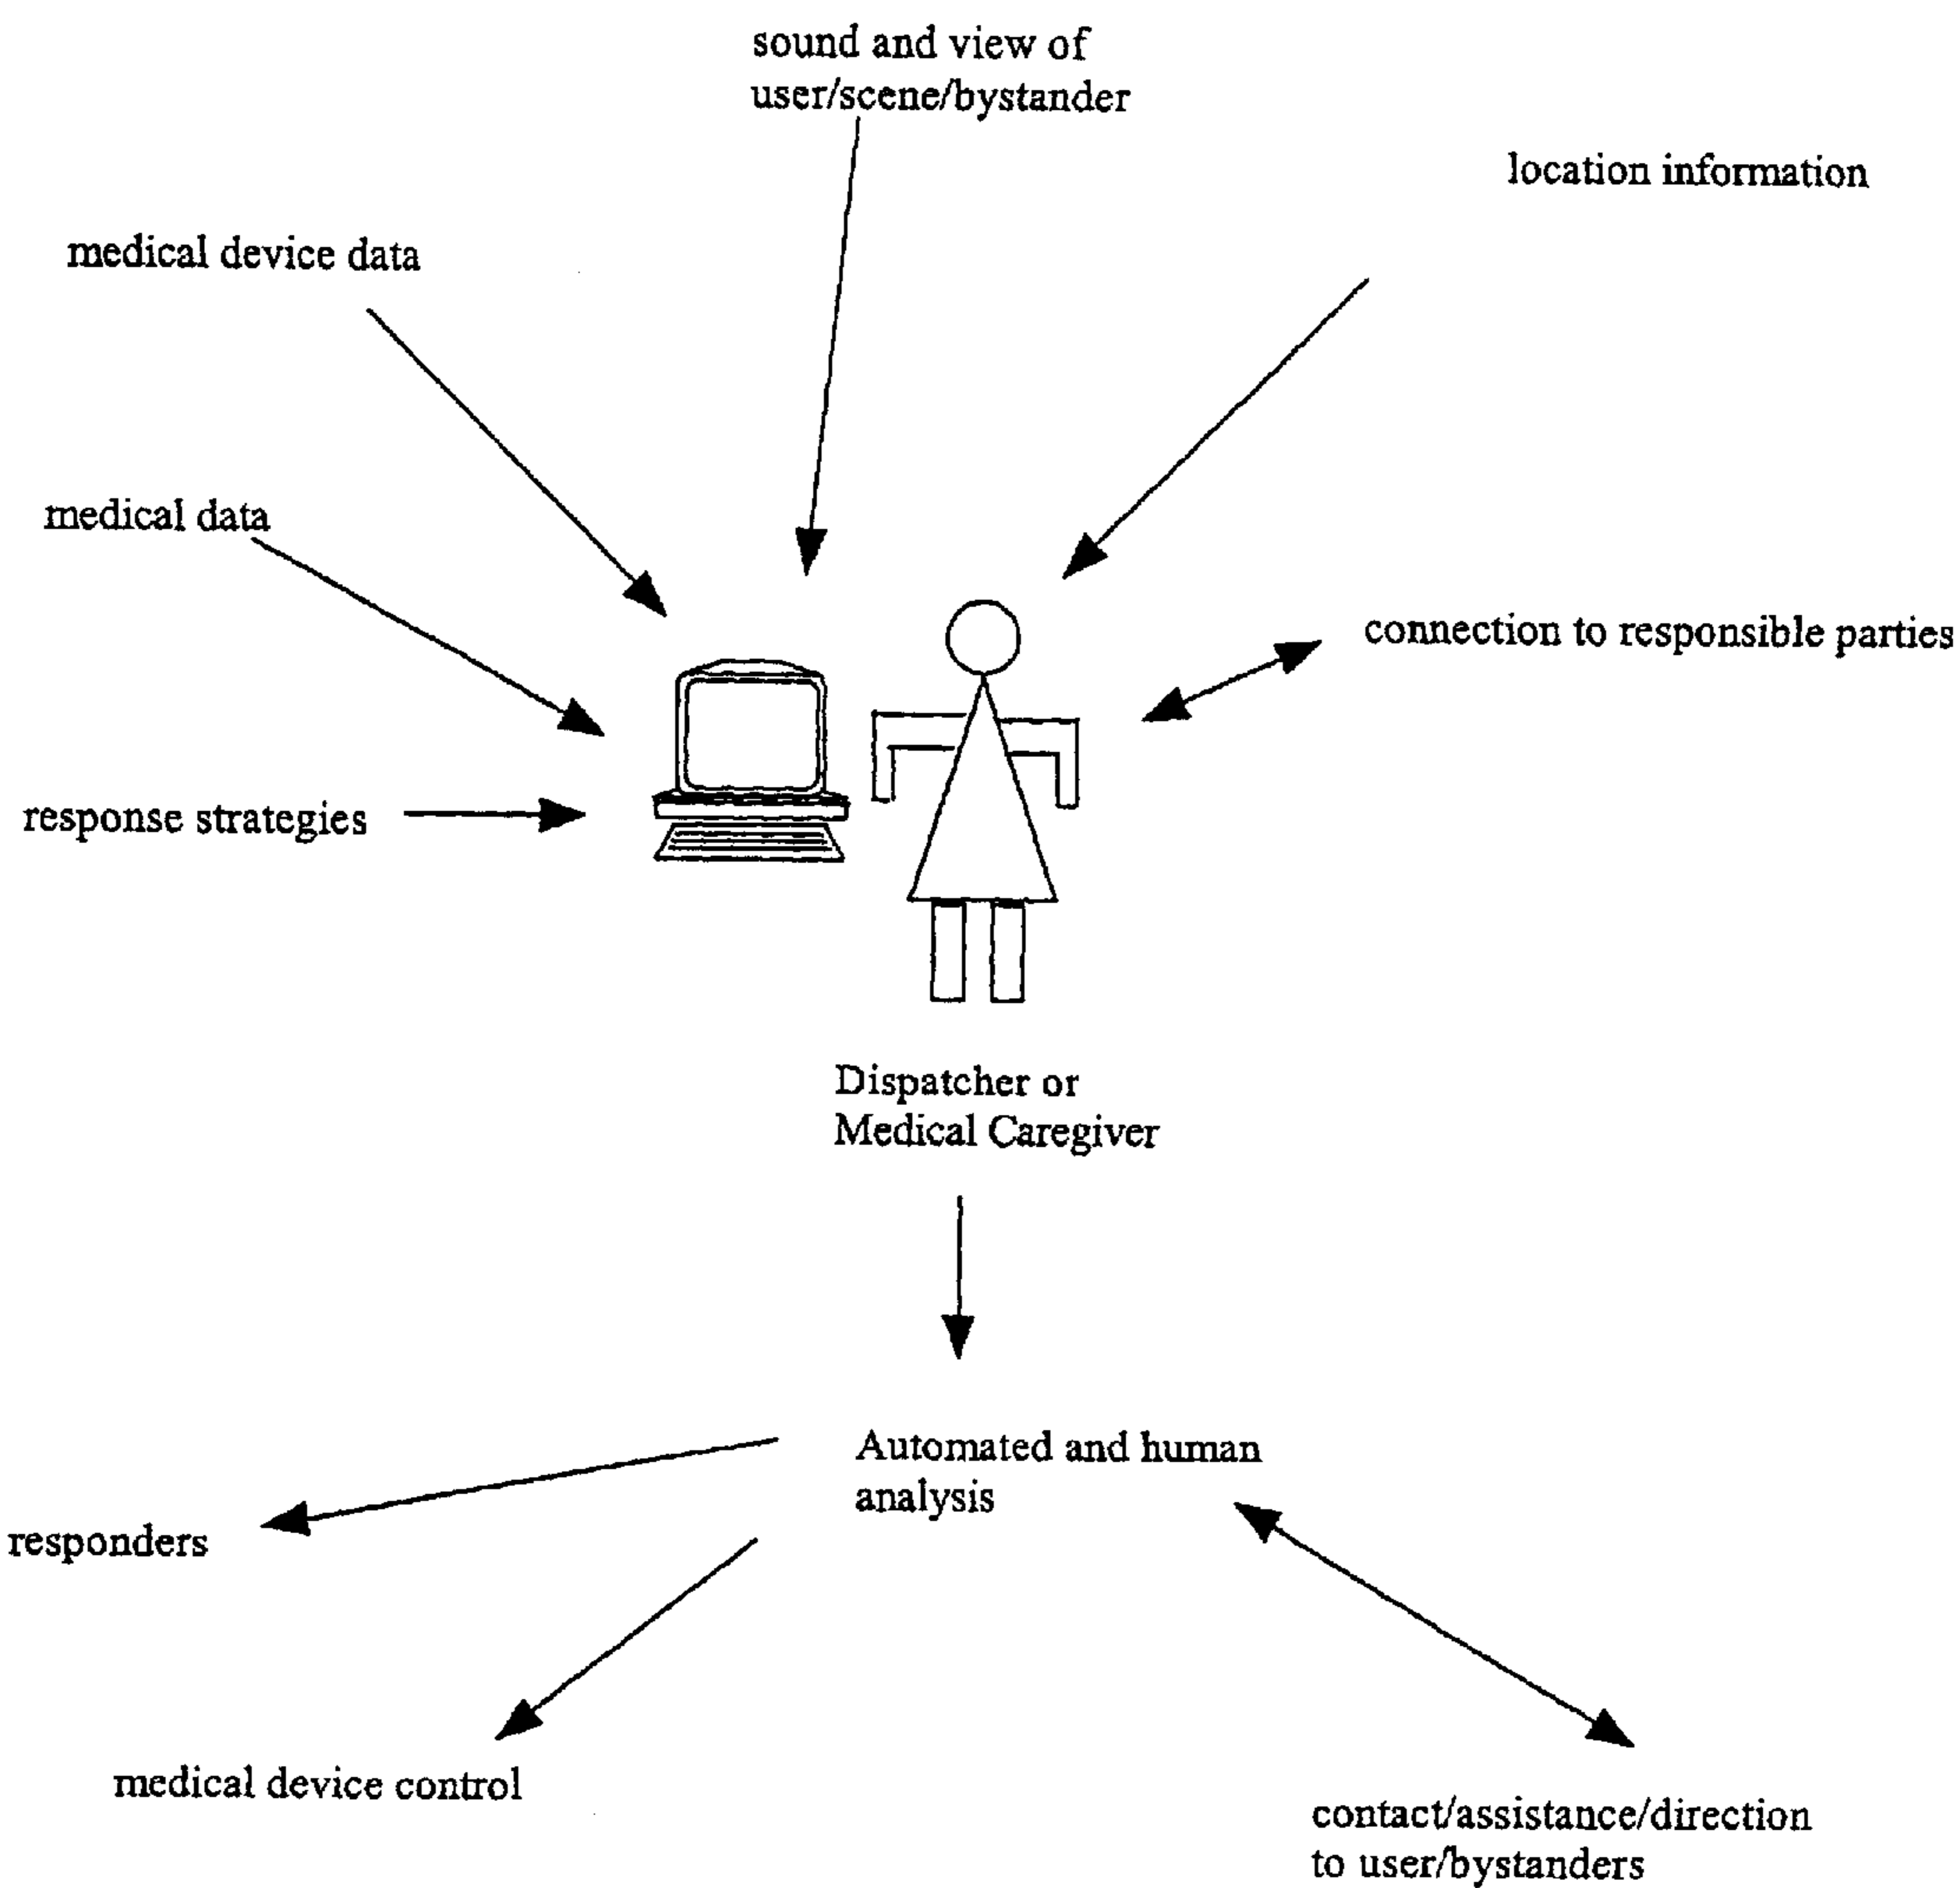 sound and view of
user/scene/bystander
location information
medical device data
medical data
connection to responsible parties
response strategies
Dispatcher or
Medical Caregiver
Automated and human
analysis
responders
medical device control
contact/assistance/direction
to user/bystanders